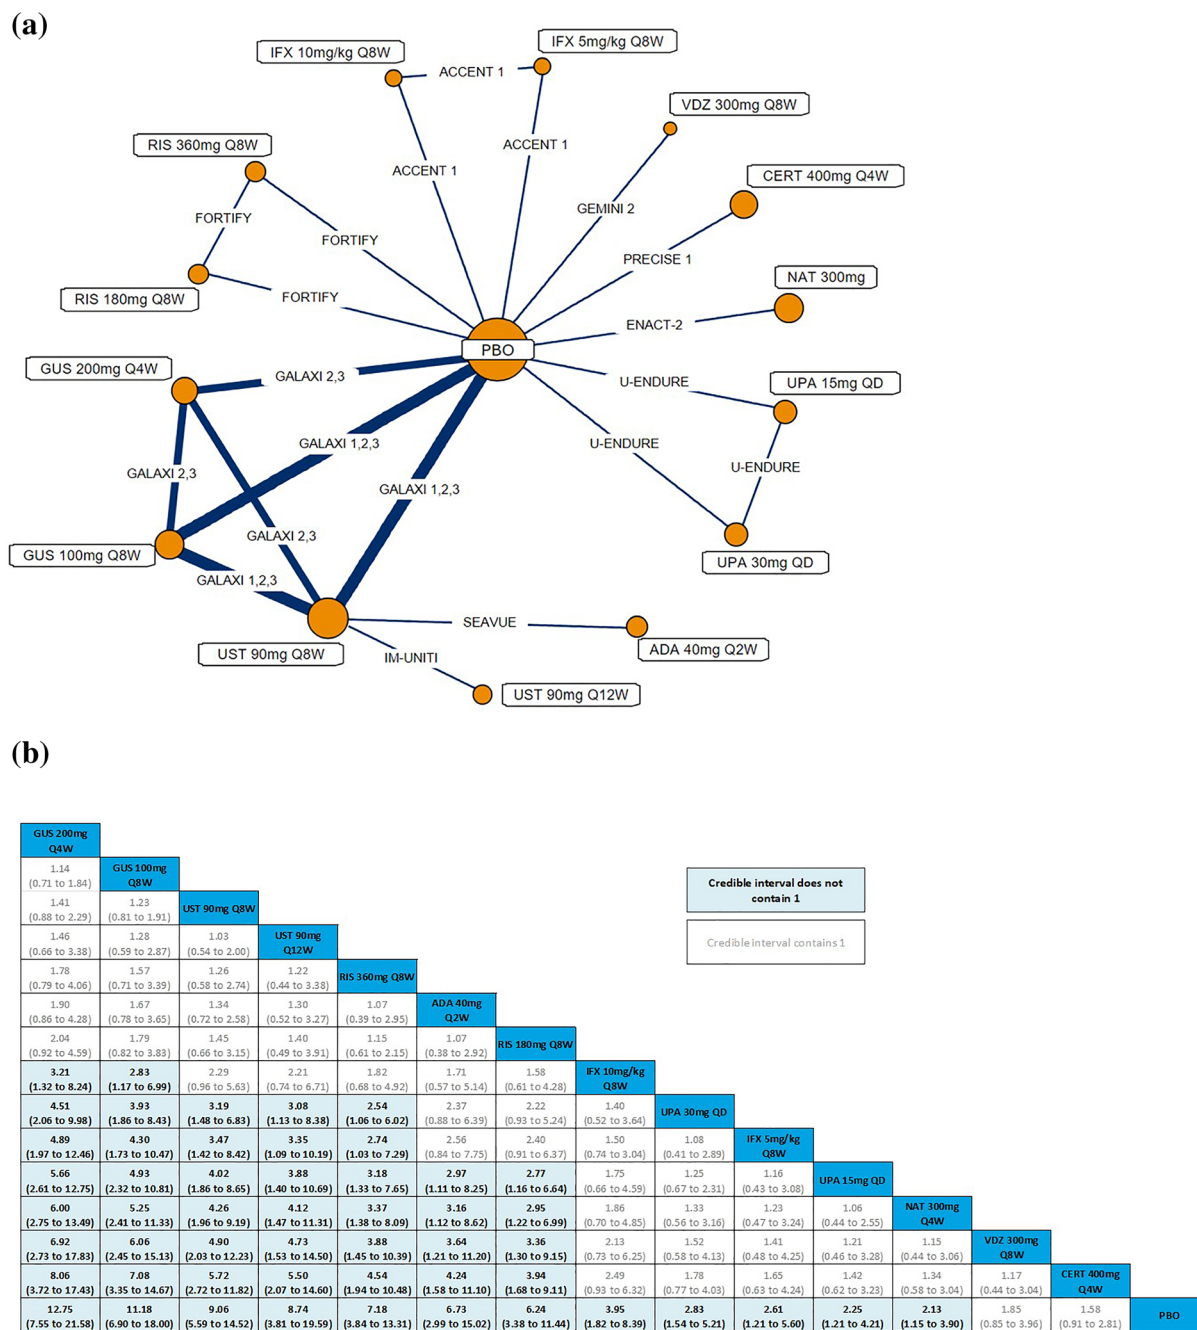 (a)
IFX 10mg/kg Q8W
IFX 5mg/kg Q8W
ACCENT 1
VDZ 300mg Q8W
RIS 360mg Q8W
ACCENT 1
ACCENT 1
CERT 400mg Q4W
FORTIFY
GEMINI 2
FORTIFY
PRECISE 1
NAT 300mg
RIS 180mg Q8W
FORTIFY
ENACT-2
PBO
GUS 200mg Q4W
GALAXI 2,3
U-ENDURE
UPA 15mg QD
GALAXI 1,2,3
U-ENDURE
GALAXI 2,3
U-ENDURE
GALAXI 1,2,3
GALAXI 2,3
GUS 100mg Q8W
UPA 30mg QD
GALAXI 1,2,3
SEAVUE
UST 90mg Q8W
IM-UNITI
ADA 40mg Q2W
UST 90mg Q12W
(b)
GUS 200mg
Q4W
1.14 GUS 100mg
(0.71 to 1.84) Q8W
1.41 1.23 UST 90mg Q8W
(0.88 to 2.29) (0.81 to 1.91)
1.46 1.28 1.03 UST 90mg
(0.66 to 3.38) (0.59 to 2.87) (0.54 to 2.00) Q12W
1.78 1.57 1.26 1.22 RIS 360mg Q8W
(0.79 to 4.06) (0.71 to 3.39) (0.58 to 2.74) (0.44 to 3.38)
1.90 1.67 1.34 1.30 1.07 ADA 40mg
(0.86 to 4.28) (0.78 to 3.65) (0.72 to 2.58) (0.52 to 3.27) (0.39 to 2.95) Q2W
2.04 1.79 1.45 1.40 1.15 1.07 RIS 180mg Q8W
(0.92 to 4.59) (0.82 to 3.83) (0.66 to 3.15) (0.49 to 3.91) (0.61 to 2.15) (0.38 to 2.92)
3.21 2.83 2.29 2.21 1.82 1.71 1.58 IFX 10mg/kg
(1.32 to 8.24) (1.17 to 6.99) (0.96 to 5.63) (0.74 to 6.71) (0.68 to 4.92) (0.57 to 5.14) (0.61 to 4.28) Q8W
4.51 3.93 3.19 3.08 2.54 2.37 2.22 1.40 UPA 30mg QD
(2.06 to 9.98) (1.86 to 8.43) (1.48 to 6.83) (1.13 to 8.38) (1.06 to 6.02) (0.88 to 6.39) (0.93 to 5.24) (0.52 to 3.64)
4.89 4.30 3.47 3.35 2.74 2.56 2.40 1.50 1.08 IFX 5mg/kg
(1.97 to 12.46) (1.73 to 10.47) (1.42 to 8.42) (1.09 to 10.19) (1.03 to 7.29) (0.84 to 7.75) (0.91 to 6.37) (0.74 to 3.04) (0.41 to 2.89) Q8W
5.66 4.93 4.02 3.88 3.18 2.97 2.77 1.75 1.25 1.16 UPA 15mg QD
(2.61 to 12.75) (2.32 to 10.81) (1.86 to 8.65) (1.40 to 10.69) (1.33 to 7.65) (1.11 to 8.25) (1.16 to 6.64) (0.66 to 4.59) (0.67 to 2.31) (0.43 to 3.08)
6.00 5.25 4.26 4.12 3.37 3.16 2.95 1.86 1.33 1.23 1.06 NAT 300mg
(2.75 to 13.49) (2.41 to 11.33) (1.96 to 9.19) (1.47 to 11.31) (1.38 to 8.09) (1.12 to 8.62) (1.22 to 6.99) (0.70 to 4.85) (0.56 to 3.16) (0.47 to 3.24) (0.44 to 2.55) Q4W
6.92 6.06 4.90 4.73 3.88 3.64 3.36 2.13 1.52 1.41 1.21 1.15 VDZ 300mg
(2.73 to 17.83) (2.45 to 15.13) (2.03 to 12.23) (1.53 to 14.50) (1.45 to 10.39) (1.21 to 11.20) (1.30 to 9.15) (0.73 to 6.25) (0.58 to 4.13) (0.48 to 4.25) (0.46 to 3.28) (0.44 to 3.06) Q8W
8.06 7.08 5.72 5.50 4.54 4.24 3.94 2.49 1.78 1.65 1.42 1.34 1.17 CERT 400mg
(3.72 to 17.43) (3.35 to 14.67) (2.72 to 11.82) (2.07 to 14.60) (1.94 to 10.48) (1.58 to 11.10) (1.68 to 9.11) (0.93 to 6.32) (0.77 to 4.03) (0.63 to 4.24) (0.62 to 3.23) (0.58 to 3.04) (0.44 to 3.04) Q4W
12.75 11.18 9.06 8.74 7.18 6.73 6.24 3.95 2.83 2.61 2.25 2.13 1.85 1.58 PBO
(7.55 to 21.58) (6.90 to 18.00) (5.59 to 14.52) (3.81 to 19.59) (3.84 to 13.31) (2.99 to 15.02) (3.38 to 11.44) (1.82 to 8.39) (1.54 to 5.21) (1.21 to 5.60) (1.21 to 4.21) (1.15 to 3.90) (0.85 to 3.96) (0.91 to 2.81)
Credible interval does not
contain 1
Credible interval contains 1